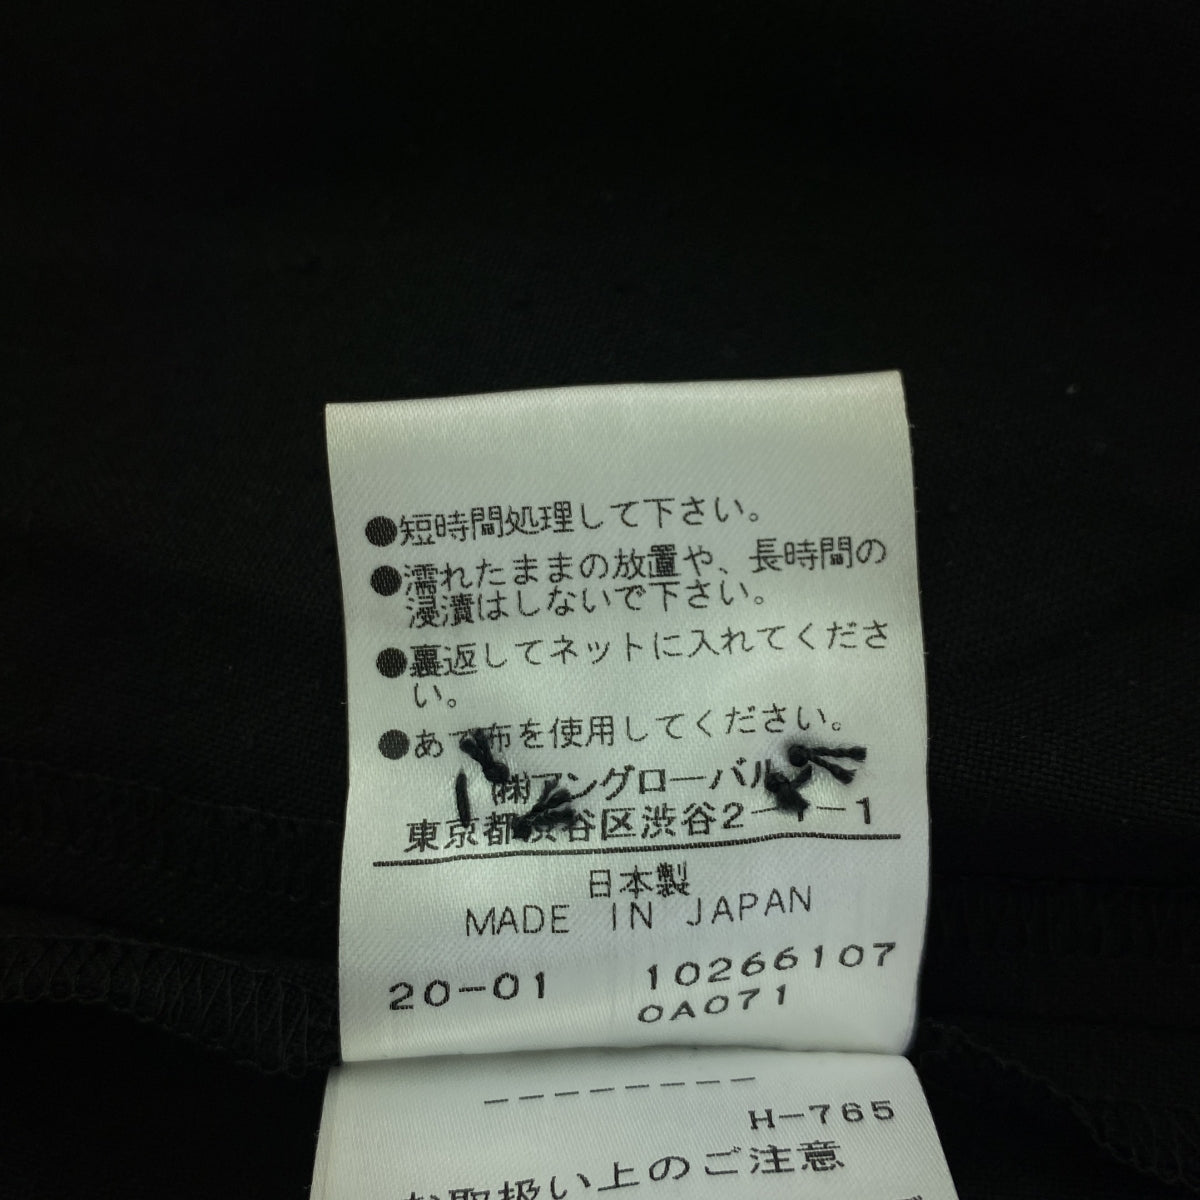 ●短時間処理して下さい。
●濡れたままの放置や、長時間の
浸漬はしないで下さい。
●裏返してネットに入れてくださ
い。
●あて布を使用してください。
(株)アングローバル
東京都渋谷区渋谷2-1-1
日本製
MADE IN JAPAN
20-01 10266107
0A071
--------
H-765
お取扱い上のご注意